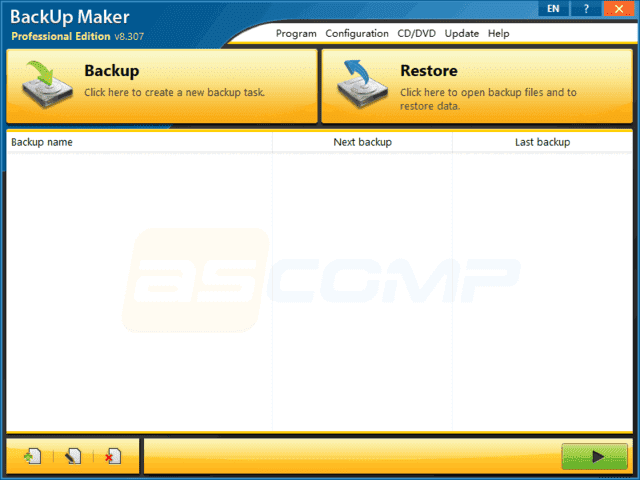 BackUp Maker
Professional Edition v8.307
EN ?
Program Configuration CD/DVD Update Help
Backup
Click here to create a new backup task.
Restore
Click here to open backup files and to
restore data.
Backup name Next backup Last backup
ascomp